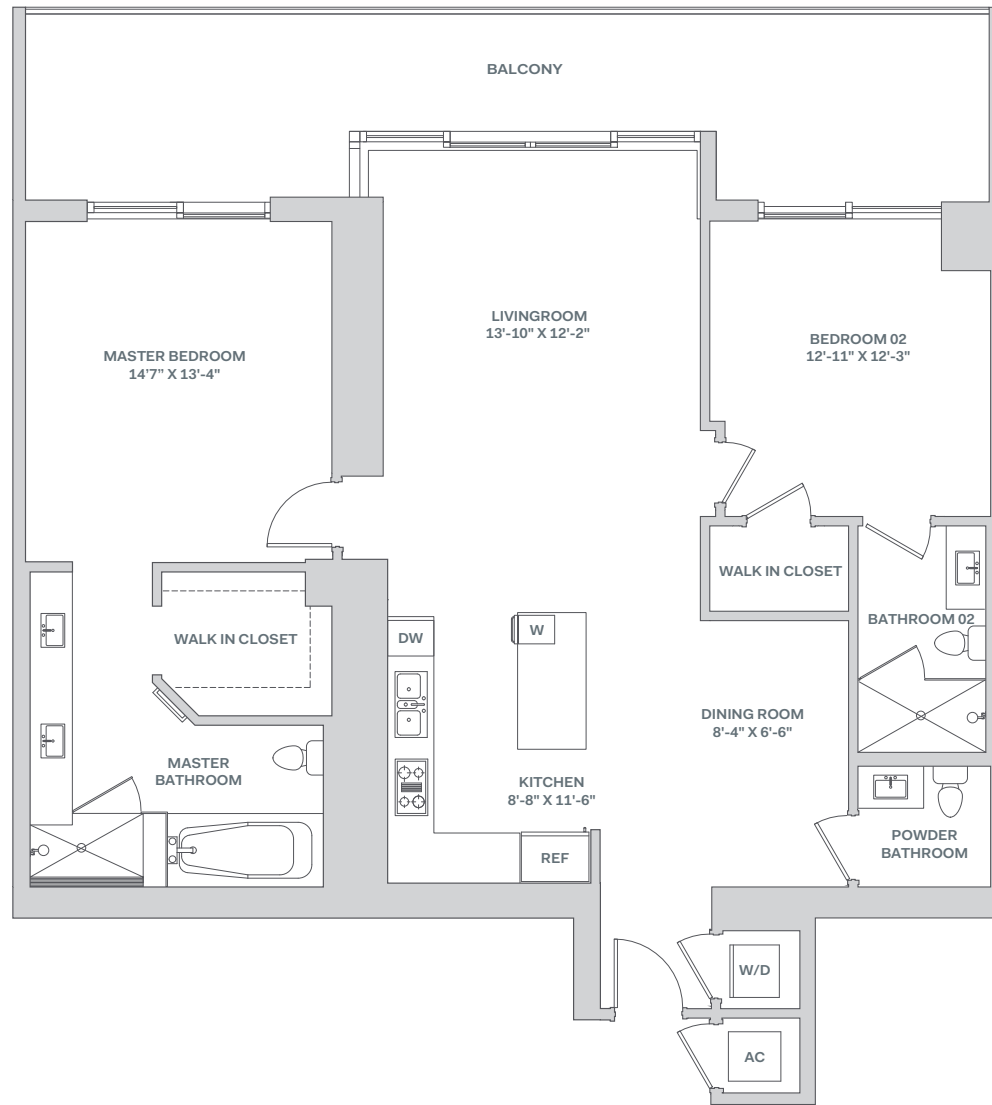 BALCONY
LIVINGROOM
13'-10" X 12'-2"
BEDROOM 02
12'-11" X 12'-3"
MASTER BEDROOM
14’7” X 13'-4"
WALK IN CLOSET
BATHROOM 02
W
DW
WALK IN CLOSET
DINING ROOM
8'-4" X 6'-6"
MASTER
BATHROOM
KITCHEN
8'-8" X 11'-6"
POWDER
BATHROOM
REF
W/D
AC